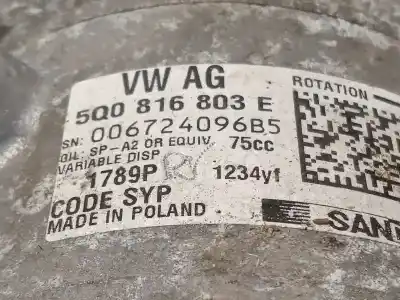 VW AG
5Q0 816 803 E
SN: 006724096B5
OIL: SP-A2 OR EQUIV. 75cc
VARIABLE DISP
1789P 1234yf
CODE SYP
MADE IN POLAND
ROTATION
SAND